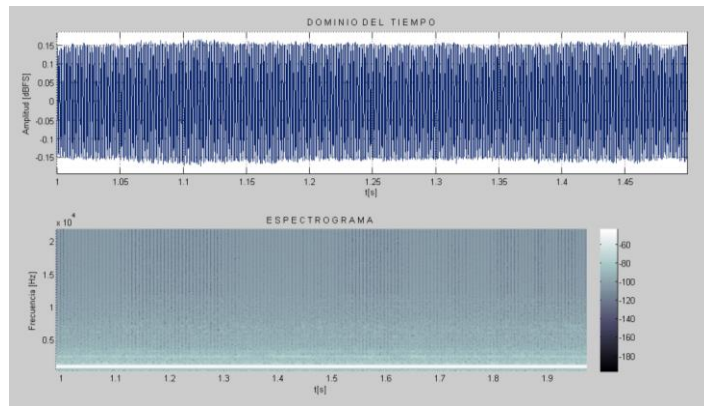 DOMINIO DEL TIEMPO
Amplitud [dBFS]
0.15
0.1
0.05
0
-0.05
-0.1
-0.15
1 1.05 1.1 1.15 1.2 1.25 1.3 1.35 1.4 1.45
t[s]
ESPECTROGRAMA
x 10⁴
Frecuencia [Hz]
2
1.5
1
0.5
1 1.1 1.2 1.3 1.4 1.5 1.6 1.7 1.8 1.9
t[s]
-60
-80
-100
-120
-140
-160
-180